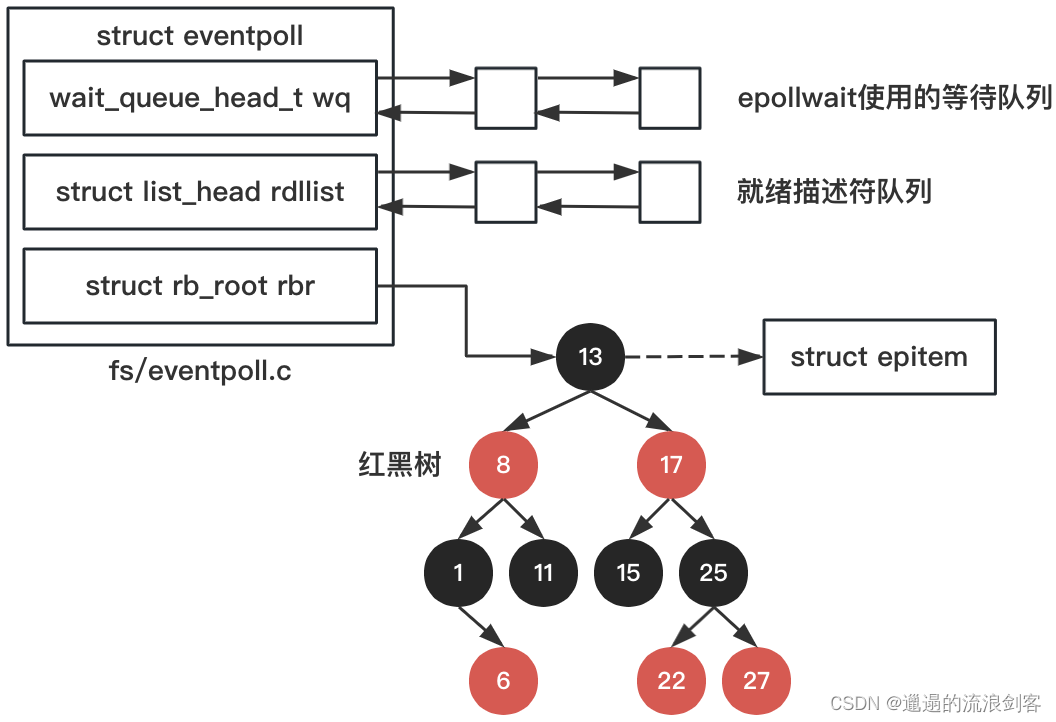 struct eventpoll
wait_queue_head_t wq
epollwait使用的等待队列
struct list_head rdllist
就绪描述符队列
struct rb_root rbr
fs/eventpoll.c
13
struct epitem
红黑树
8
17
1
11
15
25
6
22
27
CSDN @邋遢的流浪剑客